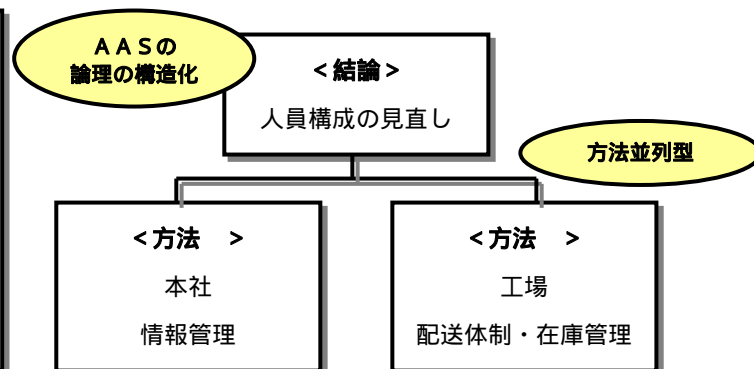 ＡＡＳの
論理の構造化
＜結論＞
人員構成の見直し
方法並列型
＜方法　＞
本社
情報管理
＜方法　＞
工場
配送体制・在庫管理